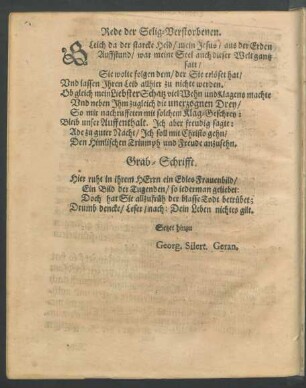 Rede der Selig-Verstorbenen.
Gleich da der starcke Held / mein Jesus / aus der Erden
Aufstund / war meine Seel auch dieser Welt gantz
satt /
Sie wolte folgen dem / der Sie erlöset hat /
Und lassen Ihren Leib allhier zu nichte werden.
Ob gleich mein Liebster Schatz viel Wehn und Klagens machte
Und neben Ihm zugleich die unerzognen Drey /
So mir nachrufften mit solchem Klag-Geschrey:
Bleib unser Auffenthalt. Ich aber freudig sagte:
Ade zu guter Nacht / Ich soll mit Christo gehn /
Den Himlischen Triumph und Freude anzusehn.
Grab-Schrifft.
Hier ruht in ihrem HErrn ein Edles Frauenbild /
Ein Bild der Tugenden / so iederman geliebet
Doch hat Sie allzufrüh der blasse Todt betrübet;
Drumb dencke / Leser / nach: Dein Leben nichtes gilt.
Setzet hinzu
Georg. Silert. Geran.